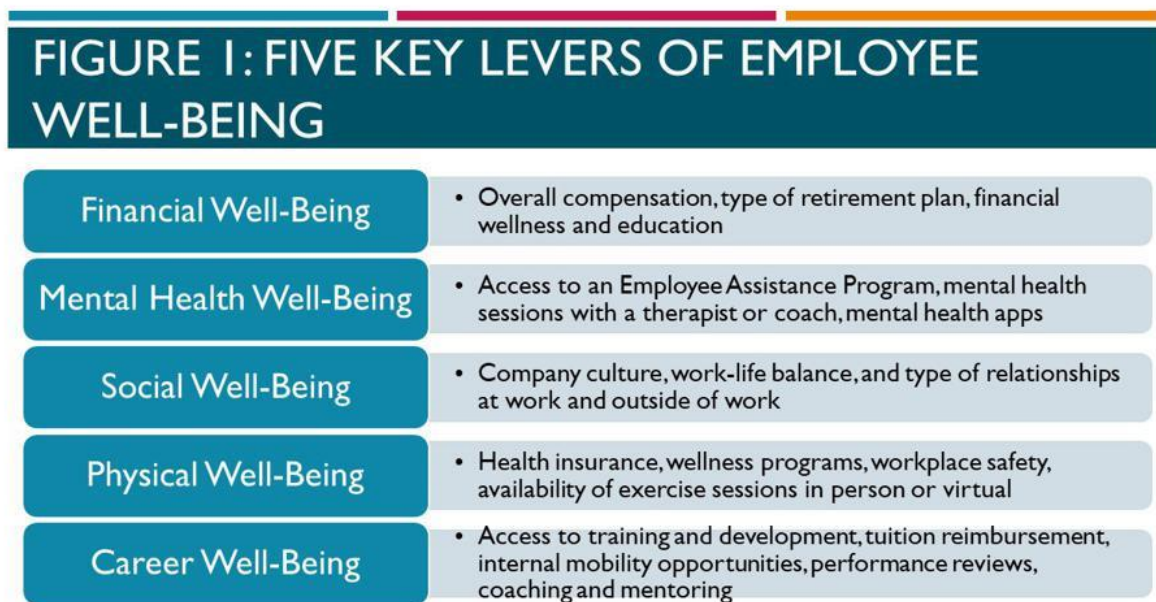 FIGURE 1: FIVE KEY LEVERS OF EMPLOYEE
WELL-BEING
Financial Well-Being
• Overall compensation, type of retirement plan, financial
wellness and education
Mental Health Well-Being
• Access to an Employee Assistance Program, mental health
sessions with a therapist or coach, mental health apps
Social Well-Being
• Company culture, work-life balance, and type of relationships
at work and outside of work
Physical Well-Being
• Health insurance, wellness programs, workplace safety,
availability of exercise sessions in person or virtual
Career Well-Being
• Access to training and development, tuition reimbursement,
internal mobility opportunities, performance reviews,
coaching and mentoring